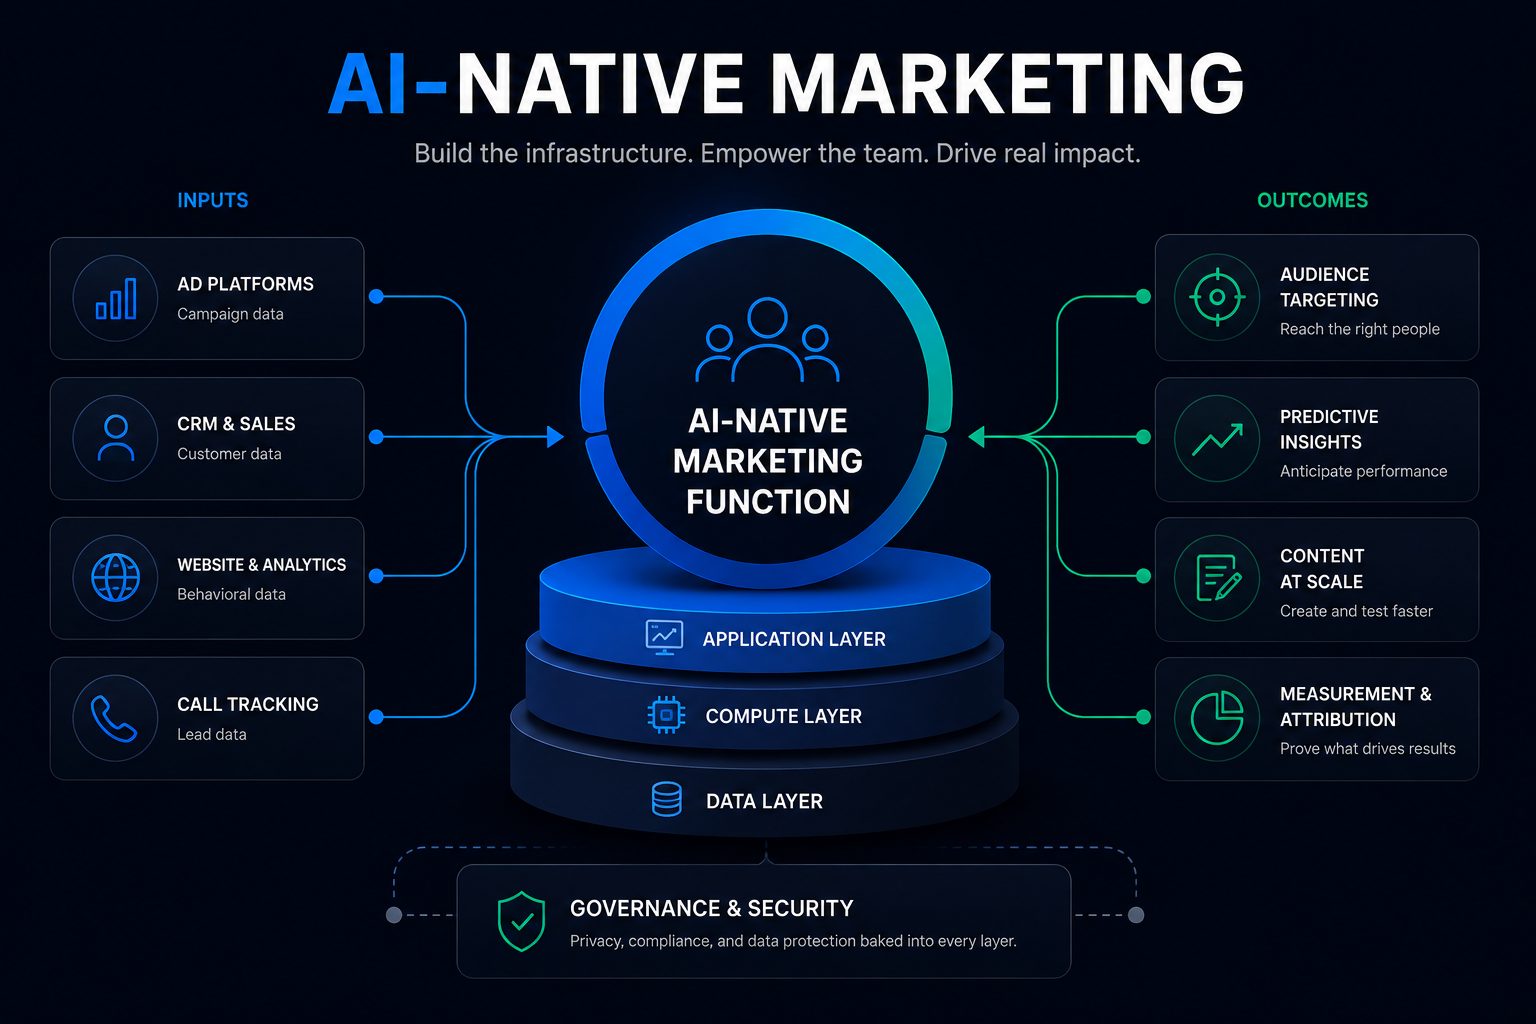 AI-NATIVE MARKETING
Build the infrastructure. Empower the team. Drive real impact.
INPUTS
AD PLATFORMS
Campaign data
CRM & SALES
Customer data
WEBSITE & ANALYTICS
Behavioral data
CALL TRACKING
Lead data
AI-NATIVE
MARKETING
FUNCTION
APPLICATION LAYER
COMPUTE LAYER
DATA LAYER
OUTCOMES
AUDIENCE
TARGETING
Reach the right people
PREDICTIVE
INSIGHTS
Anticipate performance
CONTENT
AT SCALE
Create and test faster
MEASUREMENT &
ATTRIBUTION
Prove what drives results
GOVERNANCE & SECURITY
Privacy, compliance, and data protection baked into every layer.